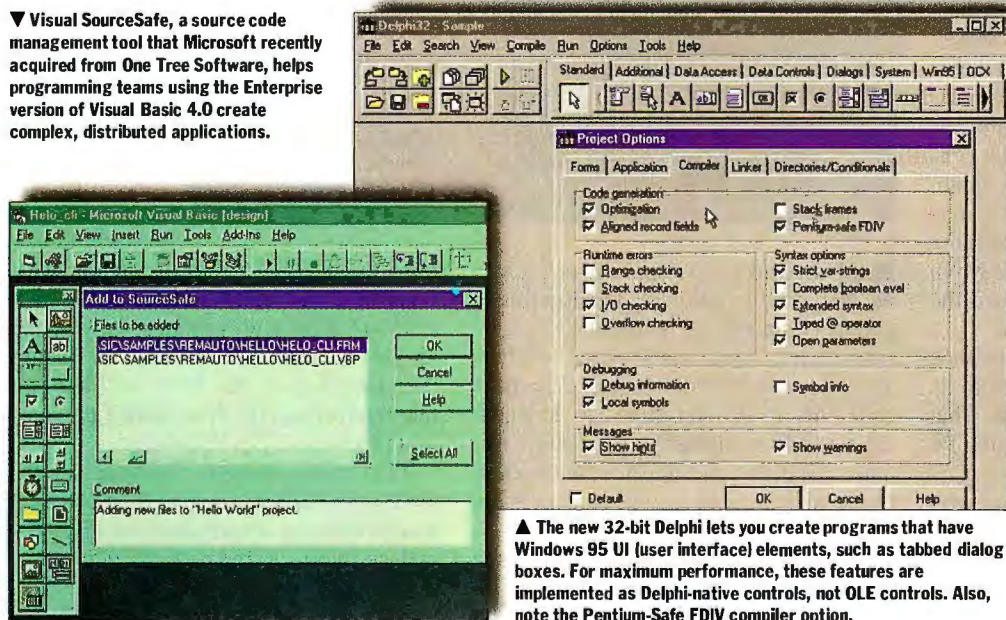 ▼ Visual SourceSafe, a source code
management tool that Microsoft recently
acquired from One Tree Software, helps
programming teams using the Enterprise
version of Visual Basic 4.0 create
complex, distributed applications.
Delphi32 - Sample
File Edit Search View Compile Run Options Tools Help
Standard Additional Data Access Data Controls Dialogs System Win95 OCX
Project Options
Forms Application Compiler Linker Directories/Conditionals
Code generation
Optimization Stack frames
Aligned record fields Pentium-safe FDIV
Runtime errors Syntax options
Range checking Strict var-strings
Stack checking Complete boolean eval
I/O checking Extended syntax
Overflow checking Typed @ operator
Open parameters
Debugging
Debug information Symbol info
Local symbols
Messages
Show hints Show warnings
Default OK Cancel Help
Helo_cli - Microsoft Visual Basic [design]
File Edit View Insert Run Tools Add-Ins Help
Add to SourceSafe
Files to be added
\SIC\SAMPLES\REMAUTO\HELLO\HELO_CLI.FRM
\SIC\SAMPLES\REMAUTO\HELLO\HELO_CLI.VBP
OK
Cancel
Help
Select All
Comment
Adding new files to "Hello World" project.
▲ The new 32-bit Delphi lets you create programs that have
Windows 95 UI (user interface) elements, such as tabbed dialog
boxes. For maximum performance, these features are
implemented as Delphi-native controls, not OLE controls. Also,
note the Pentium-Safe FDIV compiler option.